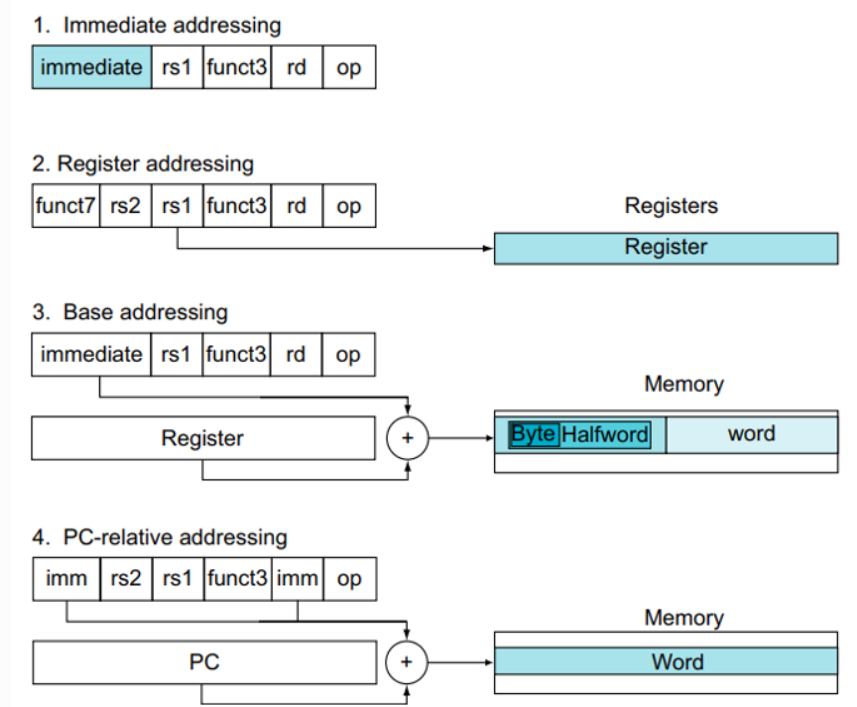 1. Immediate addressing
immediate rs1 funct3 rd op
2. Register addressing
funct7 rs2 rs1 funct3 rd op
Registers
Register
3. Base addressing
immediate rs1 funct3 rd op
Memory
Register + Byte Halfword word
4. PC-relative addressing
imm rs2 rs1 funct3 imm op
Memory
PC + Word